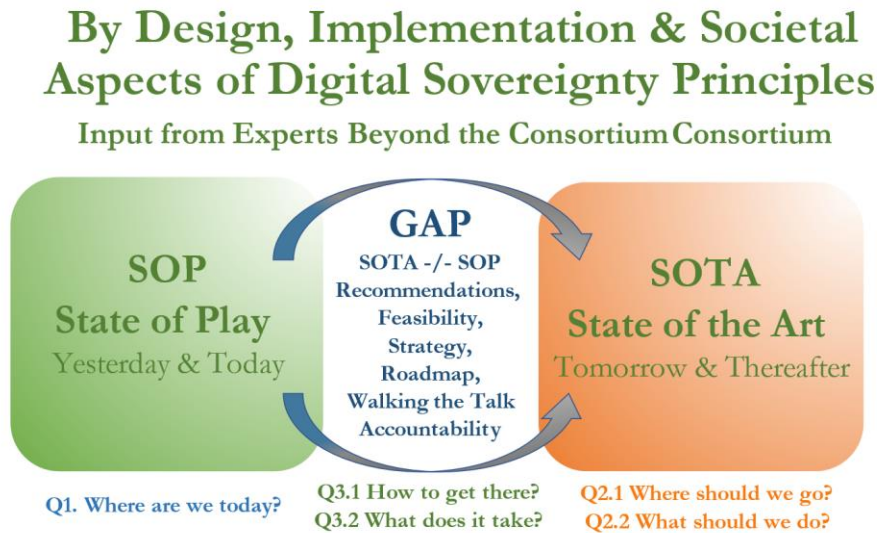 By Design, Implementation & Societal
Aspects of Digital Sovereignty Principles
Input from Experts Beyond the Consortium Consortium
SOP
State of Play
Yesterday & Today
GAP
SOTA -/- SOP
Recommendations,
Feasibility,
Strategy,
Roadmap,
Walking the Talk
Accountability
SOTA
State of the Art
Tomorrow & Thereafter
Q1. Where are we today?
Q3.1 How to get there?
Q3.2 What does it take?
Q2.1 Where should we go?
Q2.2 What should we do?